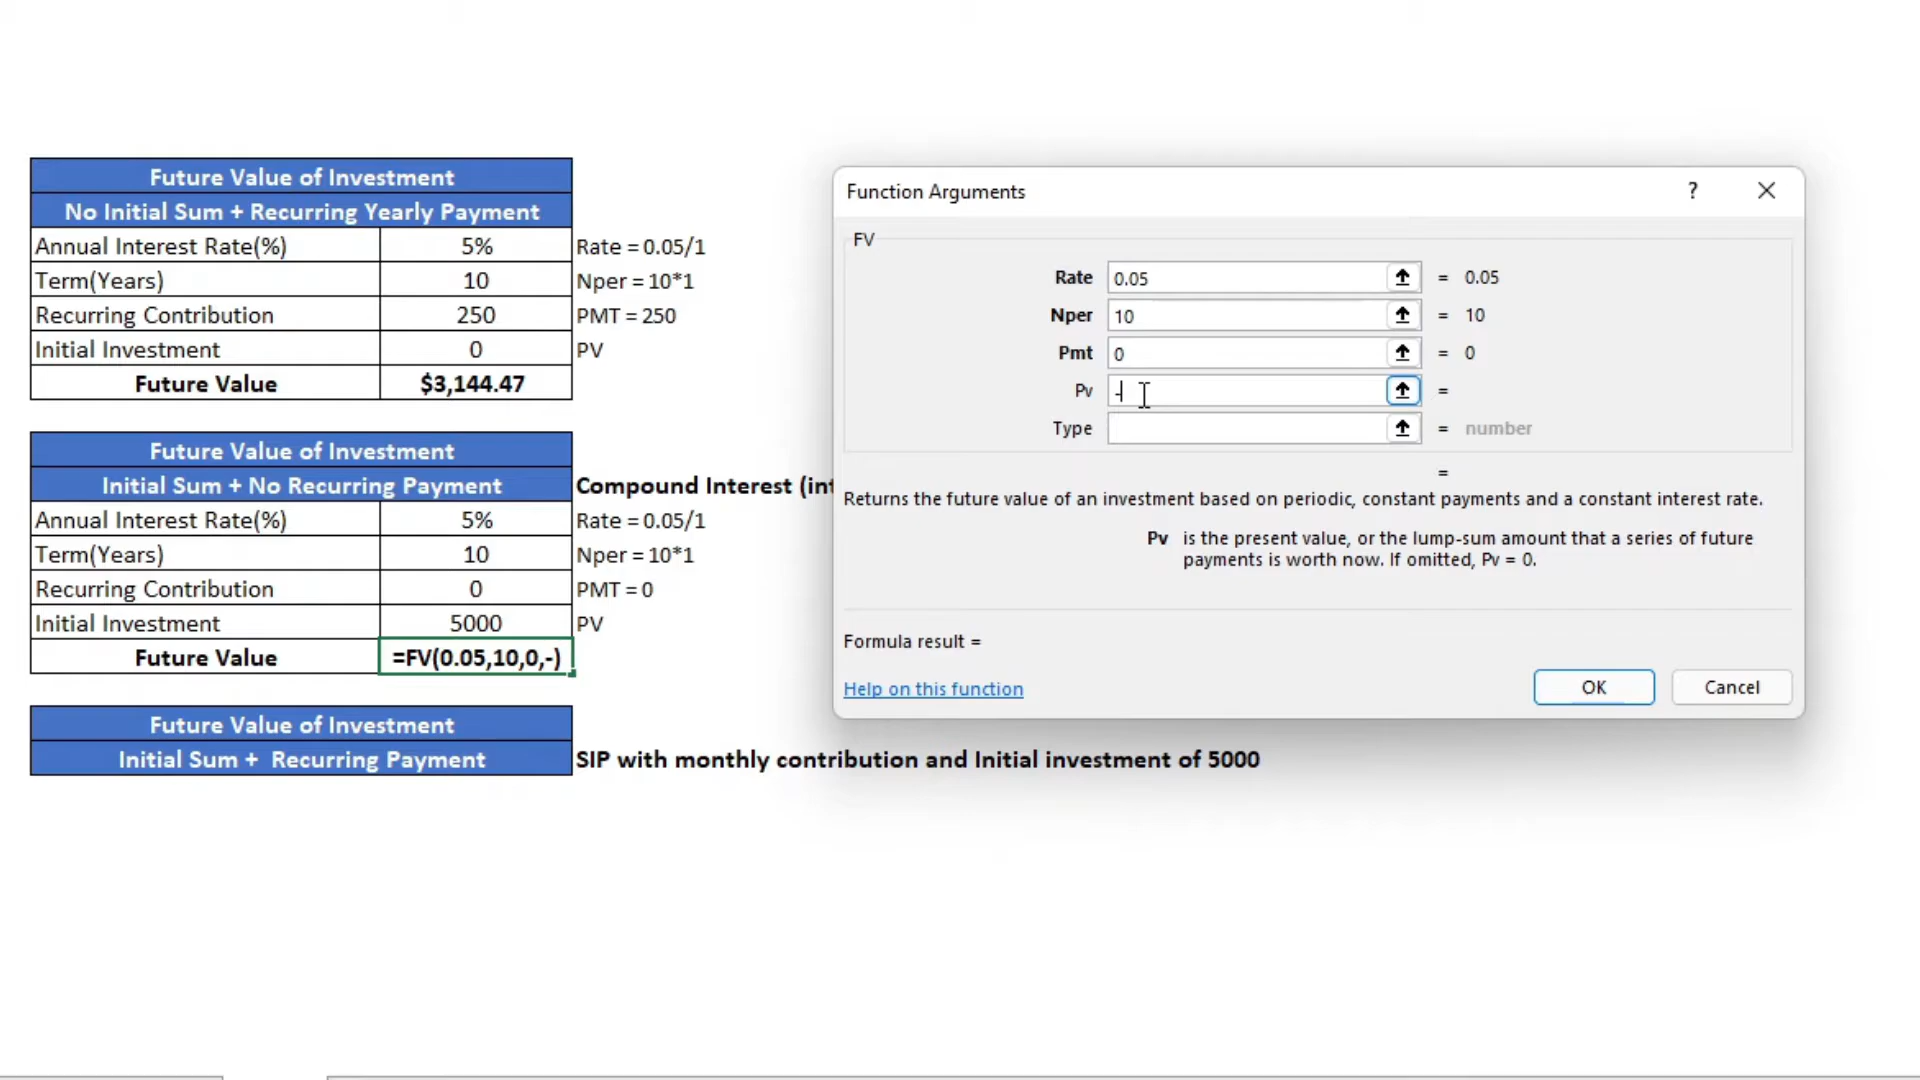 Future Value of Investment
No Initial Sum + Recurring Yearly Payment
Annual Interest Rate(%) 5% Rate = 0.05/1
Term(Years) 10 Nper = 10*1
Recurring Contribution 250 PMT = 250
Initial Investment 0 PV
Future Value $3,144.47
Future Value of Investment
Initial Sum + No Recurring Payment Compound Interest (int
Annual Interest Rate(%) 5% Rate = 0.05/1
Term(Years) 10 Nper = 10*1
Recurring Contribution 0 PMT = 0
Initial Investment 5000 PV
Future Value =FV(0.05,10,0,-)
Future Value of Investment
Initial Sum + Recurring Payment SIP with monthly contribution and Initial investment of 5000
Function Arguments ?
FV
Rate 0.05 = 0.05
Nper 10 = 10
Pmt 0 = 0
Pv - =
Type = number
=
Returns the future value of an investment based on periodic, constant payments and a constant interest rate.
Pv is the present value, or the lump-sum amount that a series of future
payments is worth now. If omitted, Pv = 0.
Formula result =
Help on this function OK Cancel